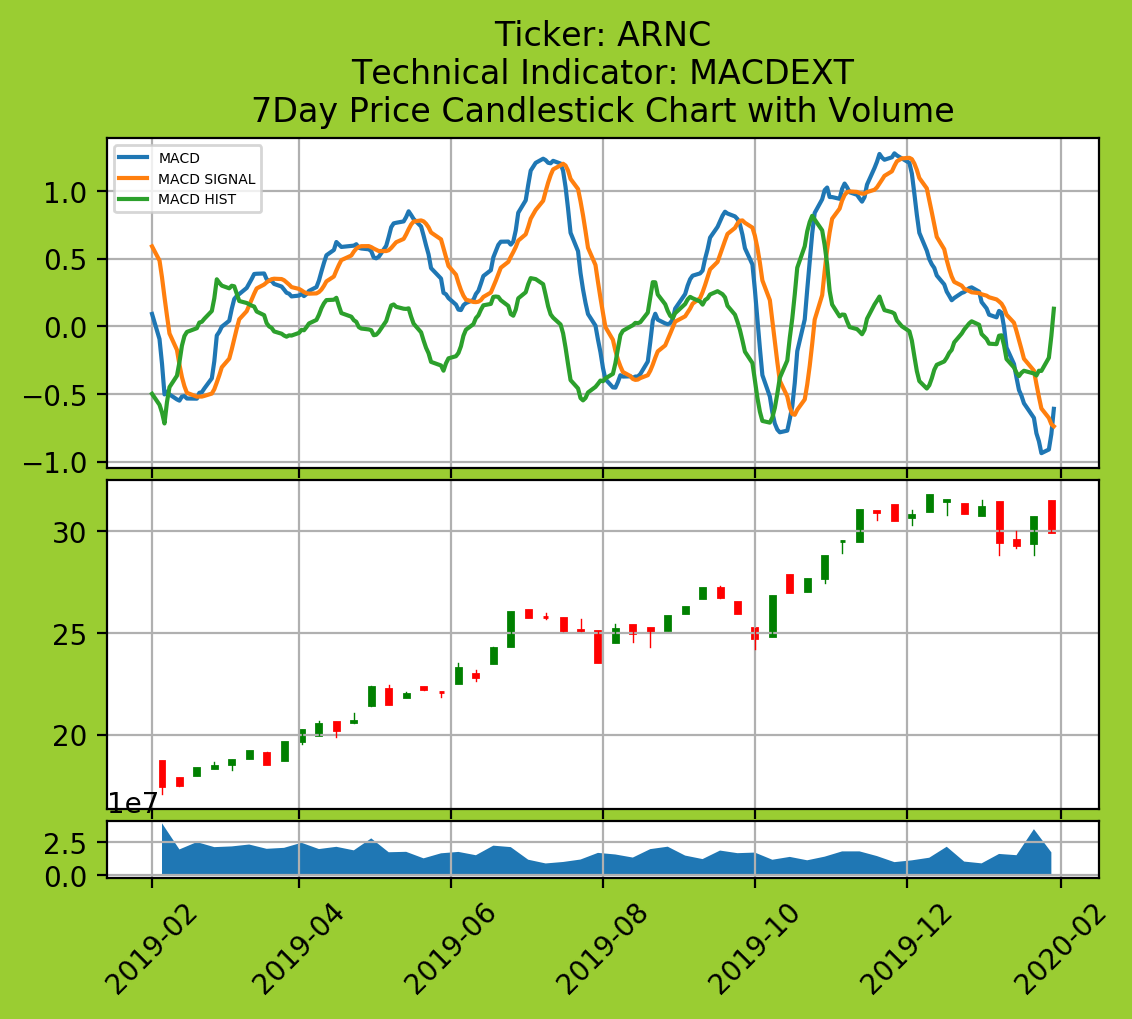 Ticker: ARNC
Technical Indicator: MACDEXT
7Day Price Candlestick Chart with Volume
MACD
MACD SIGNAL
MACD HIST
1.0
0.5
0.0
−0.5
−1.0
30
25
20
1e7
2.5
0.0
2019-02
2019-04
2019-06
2019-08
2019-10
2019-12
2020-02